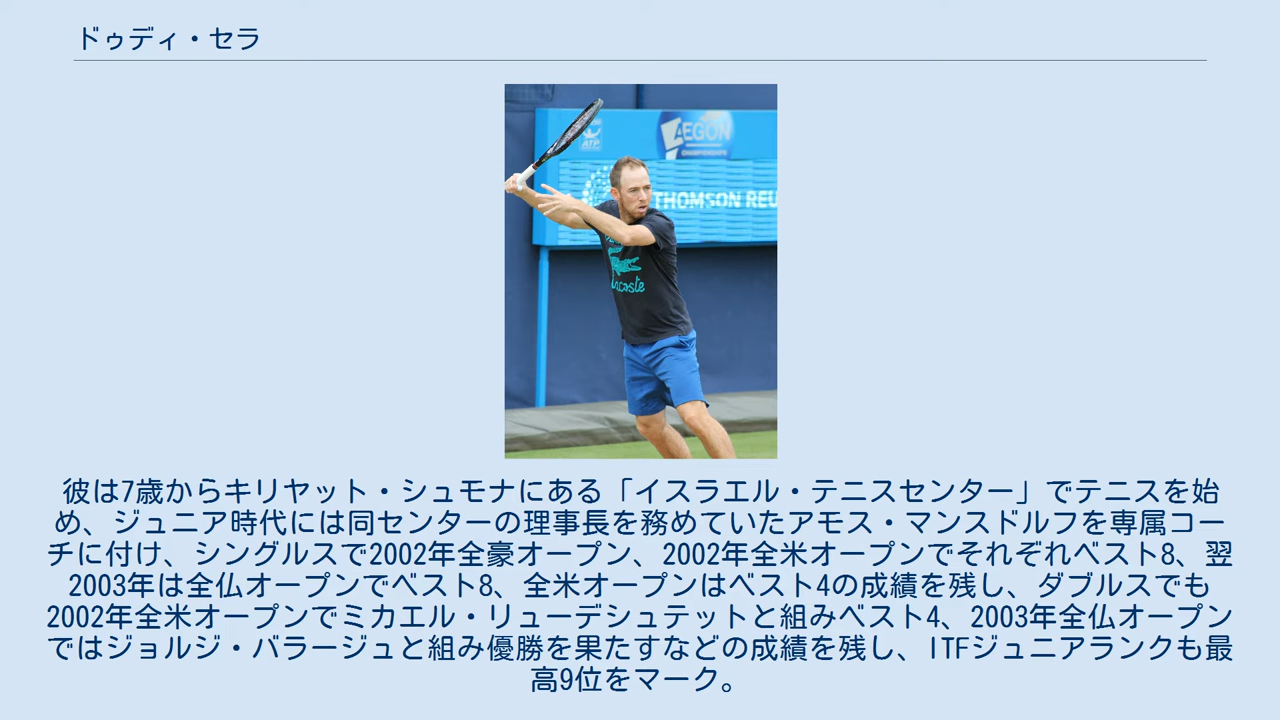 ドゥディ・セラ
ATP
AEGON
CHAMPIONSHIPS
THOMSON REU
Lacoste
彼は7歳からキリヤット・シュモナにある「イスラエル・テニスセンター」でテニスを始
め、ジュニア時代には同センターの理事長を務めていたアモス・マンスドルフを専属コー
チに付け、シングルスで2002年全豪オープン、2002年全米オープンでそれぞれベスト8、翌
2003年は全仏オープンでベスト8、全米オープンはベスト4の成績を残し、ダブルスでも
2002年全米オープンでミカエル・リューデシュテットと組みベスト4、2003年全仏オープン
ではジョルジ・バラージュと組み優勝を果たすなどの成績を残し、ITFジュニアランクも最
高9位をマーク。